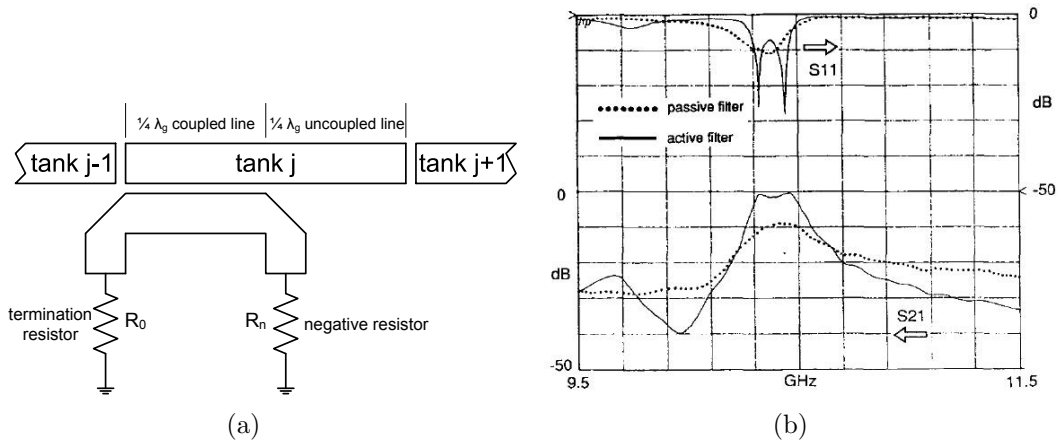 ¼ λg coupled line
¼ λg uncoupled line
tank j-1
tank j
tank j+1
termination
resistor
R0
Rn
negative resistor
(a)
hp
0
S11
dB
passive filter
active filter
0
-50
dB
S21
-50
9.5
GHz
11.5
(b)